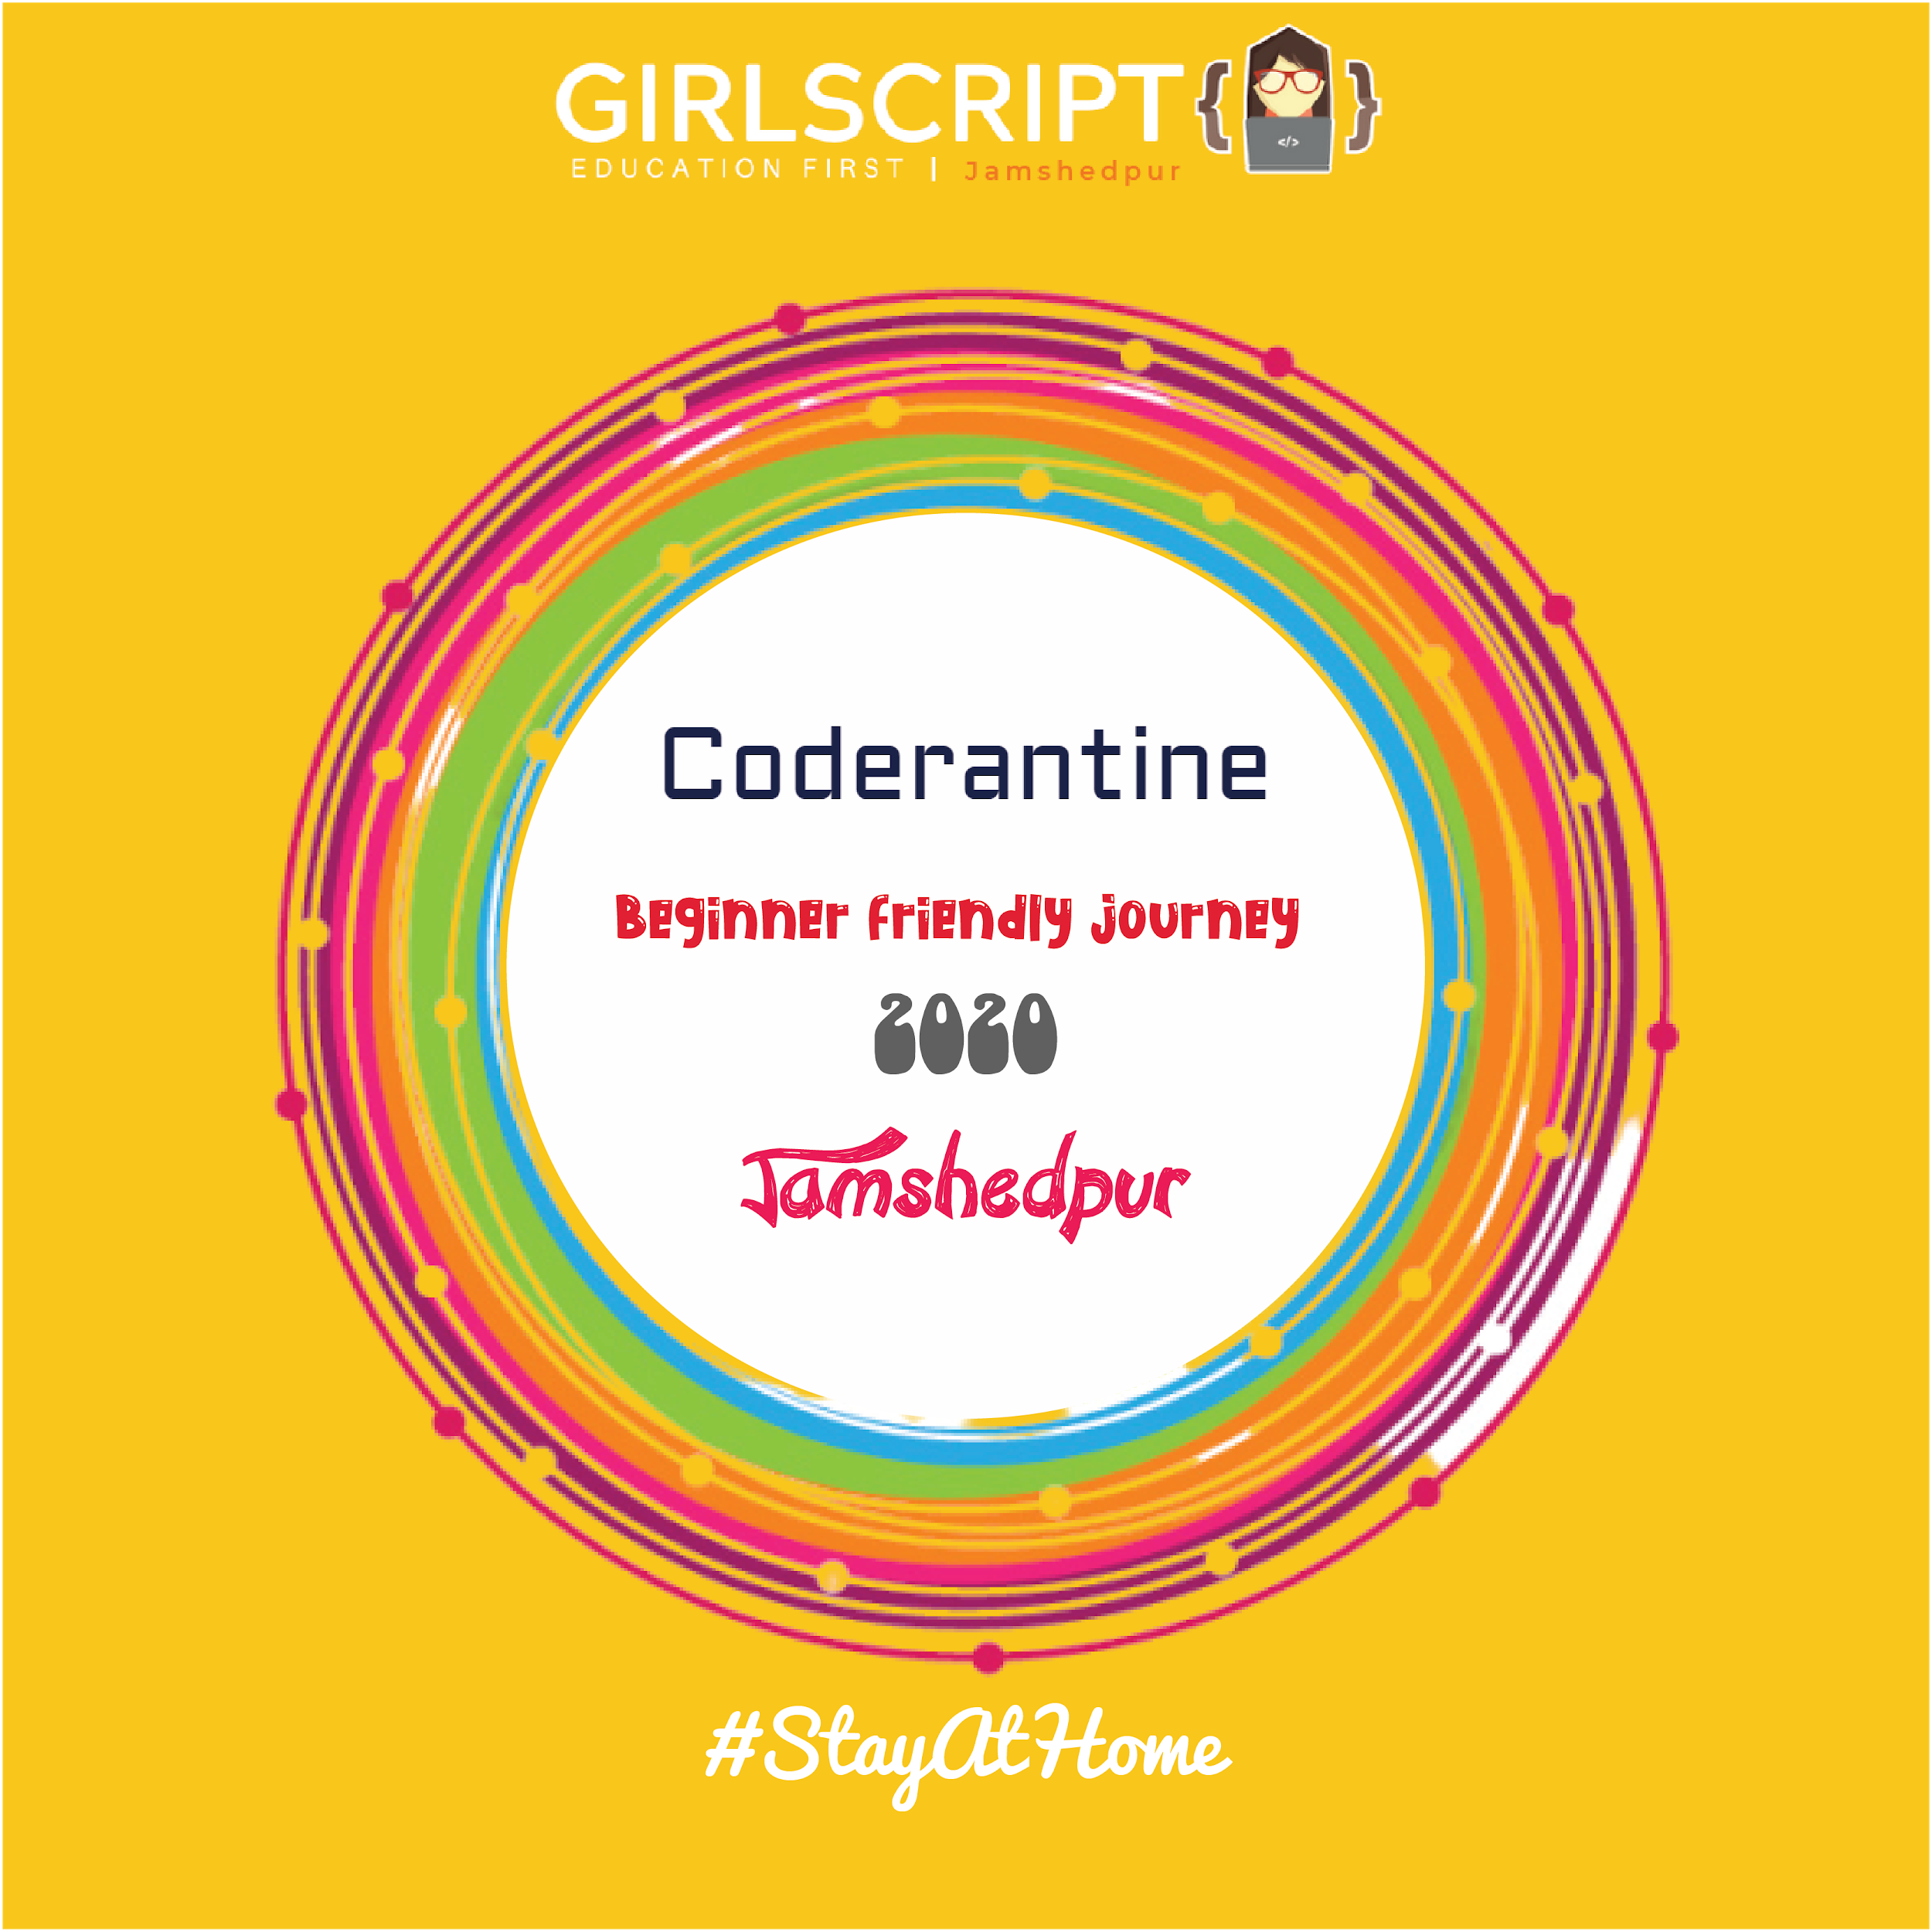 GIRLSCRIPT
EDUCATION FIRST | Jamshedpur
</>
Coderantine
Beginner friendly journey
2020
Jamshedpur
#StayAtHome